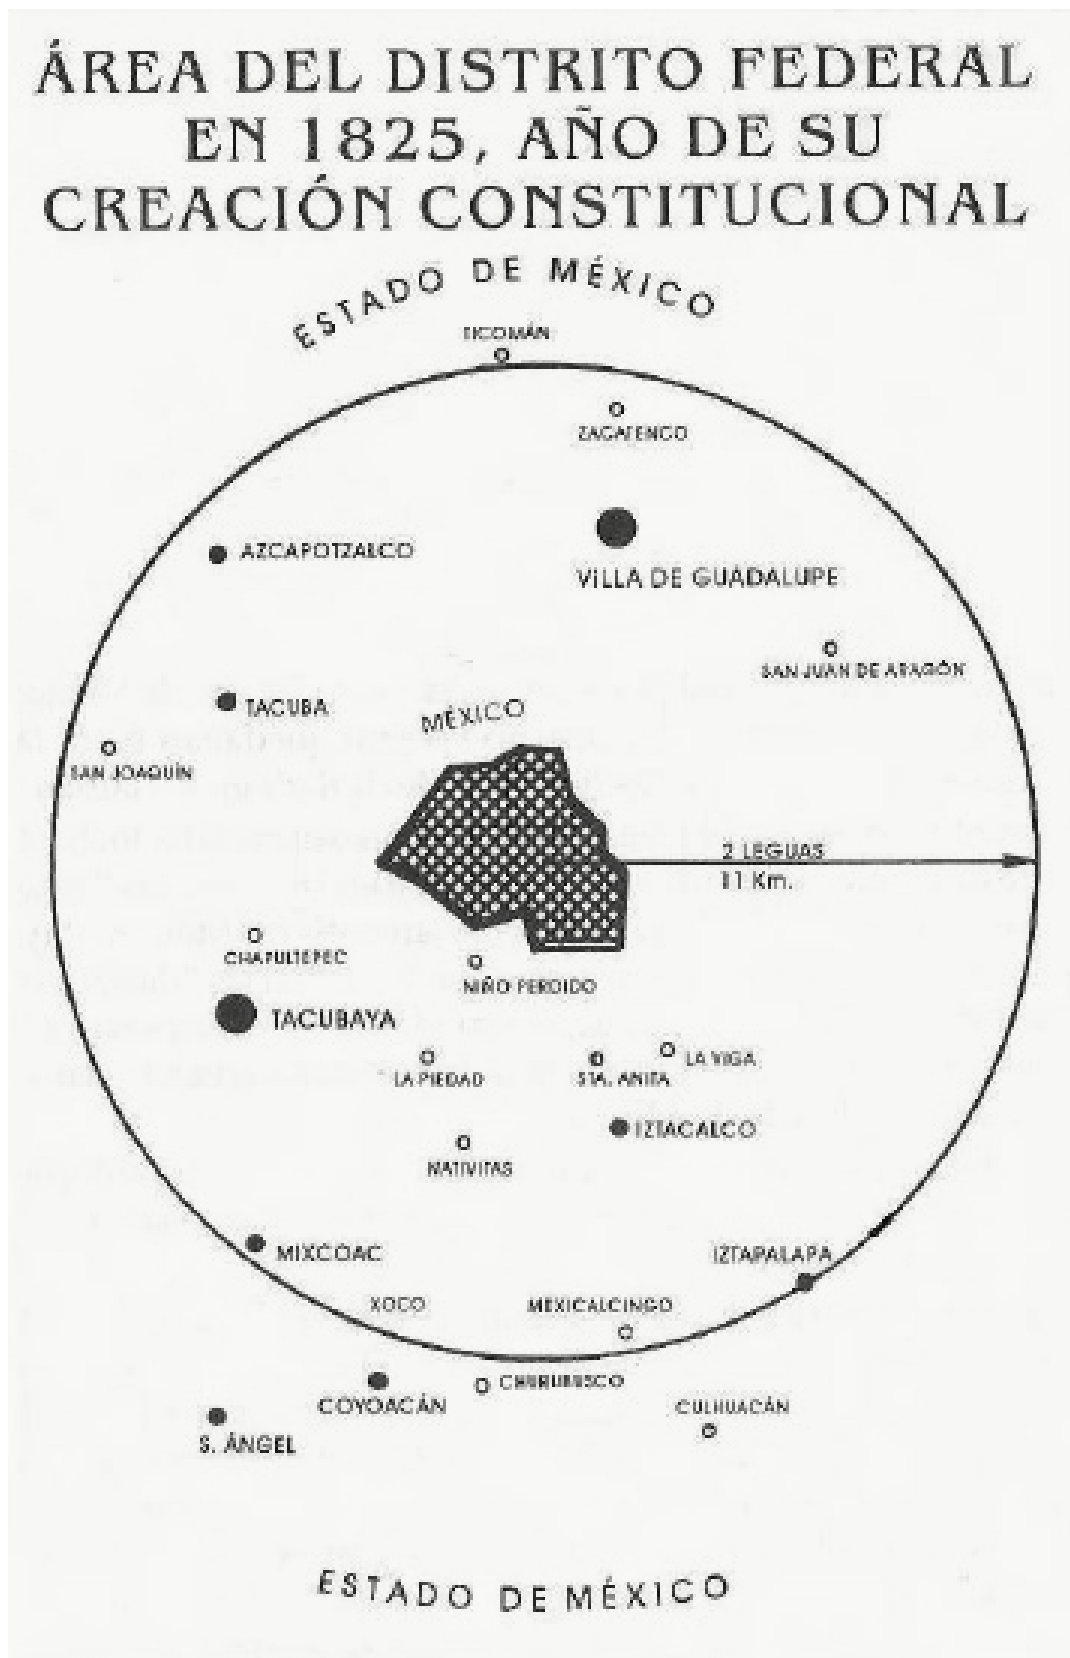 ÁREA DEL DISTRITO FEDERAL
EN 1825, AÑO DE SU
CREACIÓN CONSTITUCIONAL
ESTADO DE MÉXICO
TICOMÁN
ZACATENCO
AZCAPOTZALCO
VILLA DE GUADALUPE
SAN JUAN DE ARAGÓN
TACUBA
MÉXICO
SAN JOAQUÍN
2 LEGUAS
11 Km.
CHAPULTEPEC
NIÑO PERDIDO
TACUBAYA
LA PIEDAD
STA. ANITA
LA VIGA
IZTACALCO
NATIVITAS
MIXCOAC
IZTAPALAPA
XOCO
MEXICALCINGO
CHURUBUSCO
COYOACÁN
CULHUACÁN
S. ÁNGEL
ESTADO DE MÉXICO